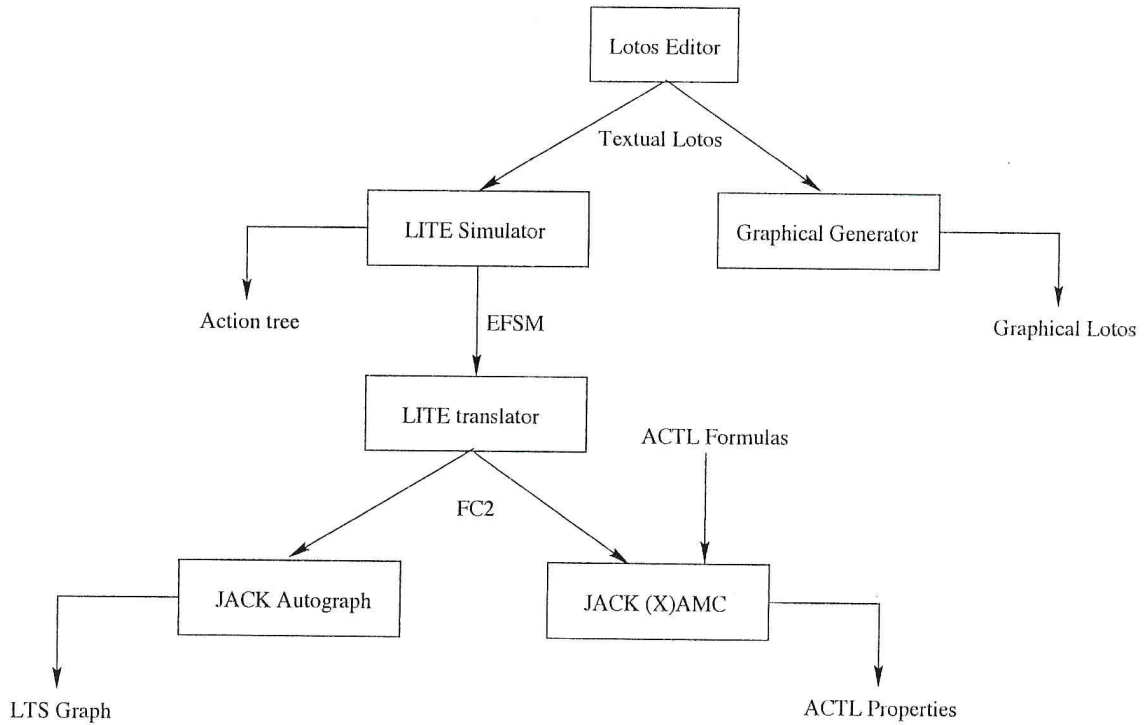 Lotos Editor
Textual Lotos
LITE Simulator
Graphical Generator
Action tree
EFSM
Graphical Lotos
LITE translator
ACTL Formulas
FC2
JACK Autograph
JACK (X)AMC
LTS Graph
ACTL Properties